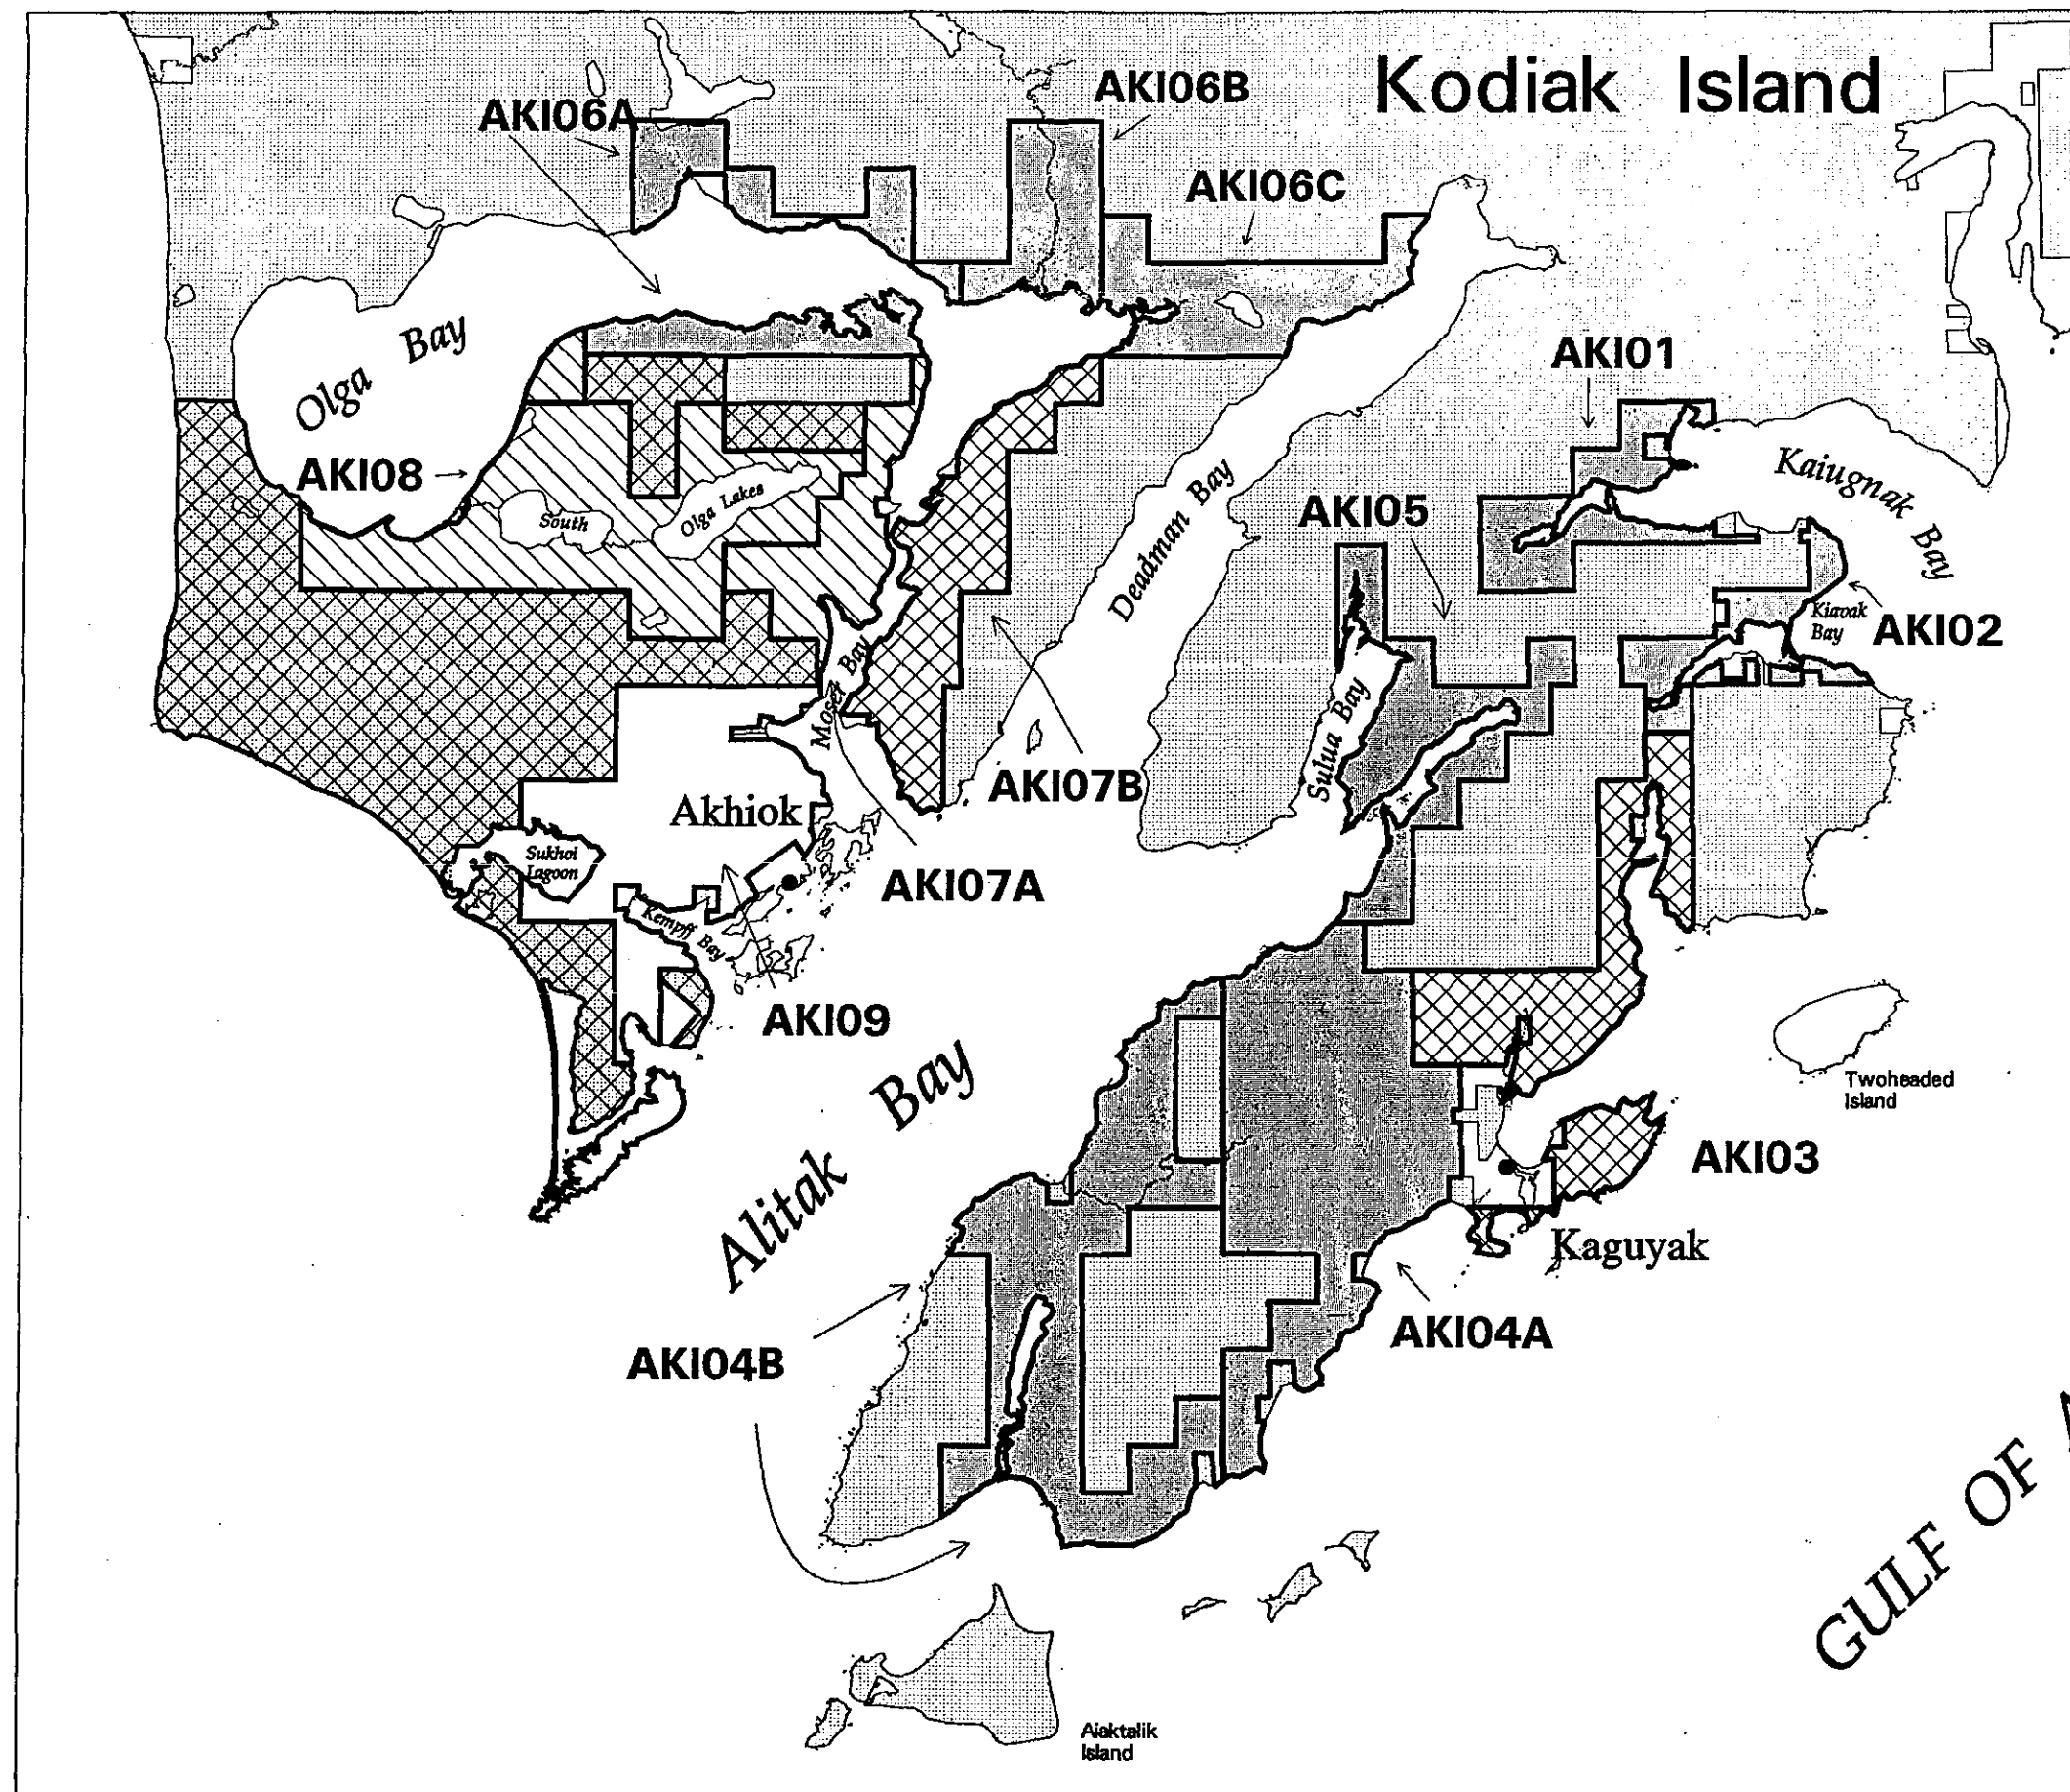 Kodiak Island
AKI06A
AKI06B
AKI06C
Olga Bay
AKI01
AKI08
South
Olga Lakes
Deadman Bay
AKI05
Kaiugnak Bay
Kiavak
Bay
AKI02
Moser Bay
Sulua Bay
AKI07B
Akhiok
Sukhoi
Lagoon
AKI07A
Kempff Bay
AKI09
Alitak Bay
Twoheaded
Island
AKI03
Kaguyak
AKI04A
AKI04B
GULF OF
Aiaktalik
Island